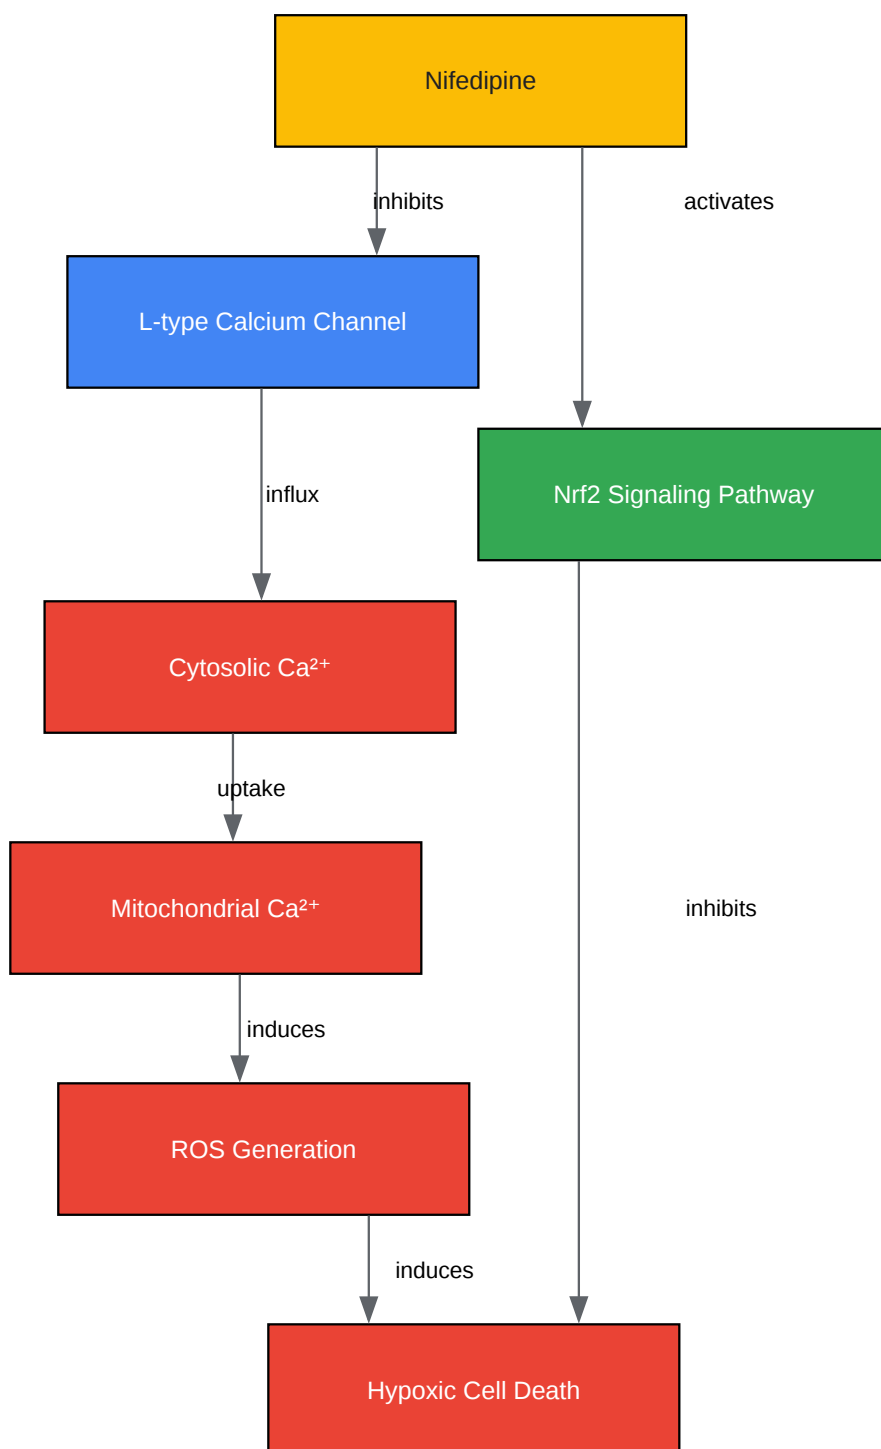 Nifedipine
inhibits
activates
L-type Calcium Channel
influx
Nrf2 Signaling Pathway
Cytosolic Ca²⁺
uptake
Mitochondrial Ca²⁺
inhibits
induces
ROS Generation
induces
Hypoxic Cell Death